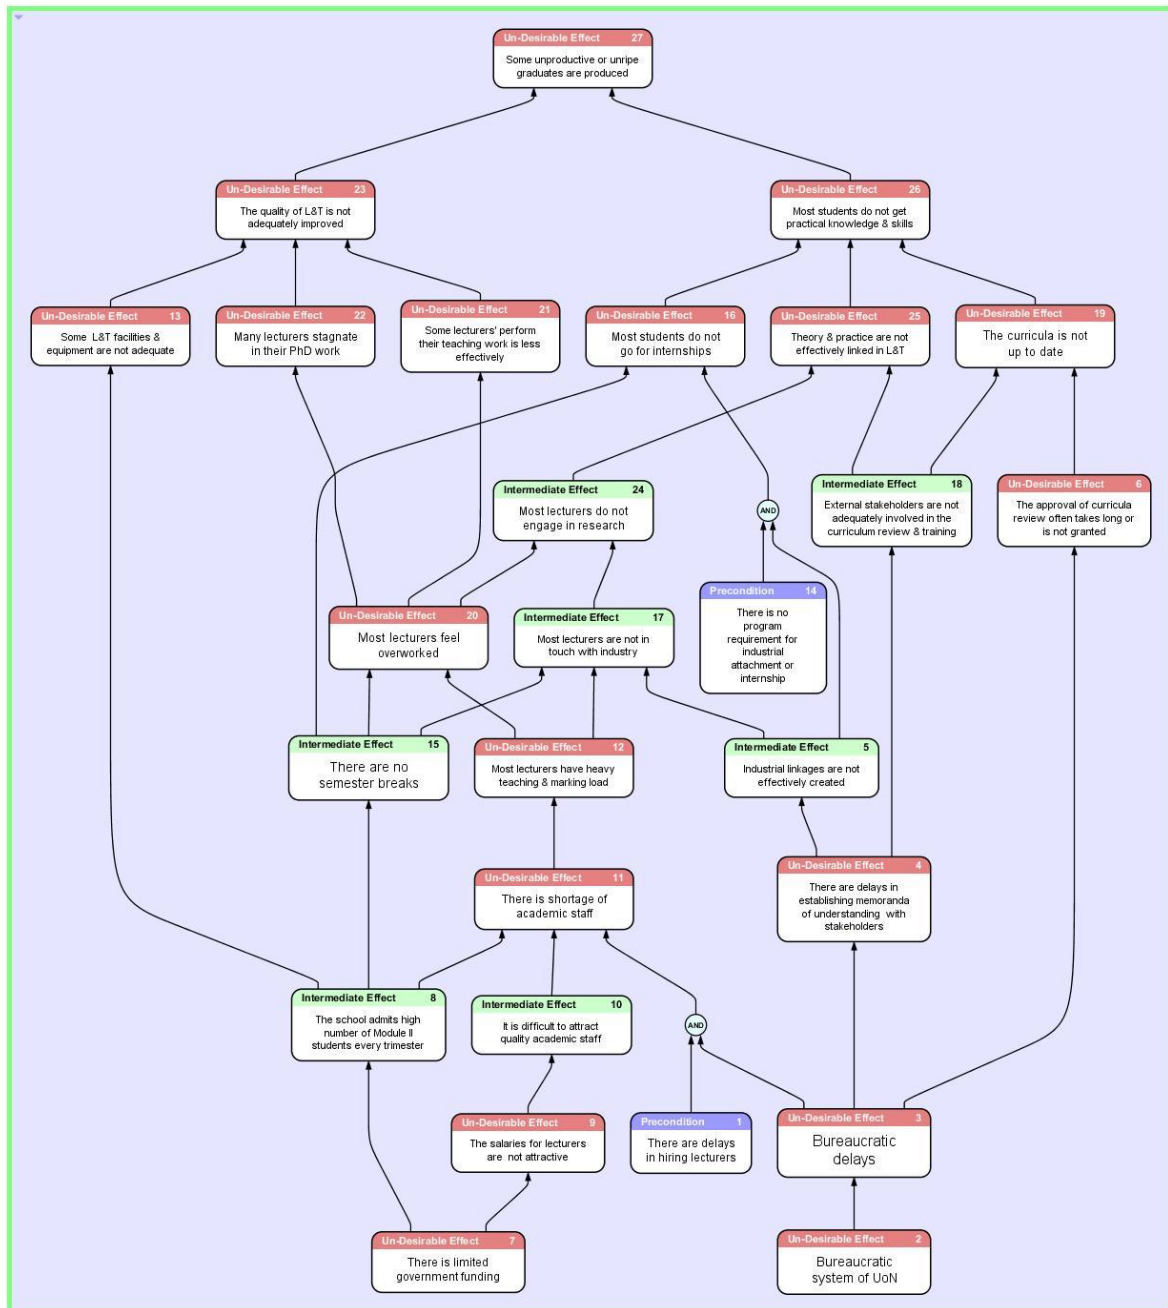 Un-Desirable Effect 27
Some unproductive or unripe
graduates are produced
Un-Desirable Effect 23
The quality of L&T is not
adequately improved
Un-Desirable Effect 26
Most students do not get
practical knowledge & skills
Un-Desirable Effect 13
Some L&T facilities &
equipment are not adequate
Un-Desirable Effect 22
Many lecturers stagnate
in their PhD work
Un-Desirable Effect 21
Some lecturers' perform
their teaching work is less
effectively
Un-Desirable Effect 16
Most students do not
go for internships
Un-Desirable Effect 25
Theory & practice are not
effectively linked in L&T
Un-Desirable Effect 19
The curricula is not
up to date
Intermediate Effect 24
Most lecturers do not
engage in research
AND
Intermediate Effect 18
External stakeholders are not
adequately involved in the
curriculum review & training
Un-Desirable Effect 6
The approval of curricula
review often takes long or
is not granted
Un-Desirable Effect 20
Most lecturers feel
overworked
Intermediate Effect 17
Most lecturers are not in
touch with industry
Precondition 14
There is no
program
requirement for
industrial
attachment or
internship
Intermediate Effect 15
There are no
semester breaks
Un-Desirable Effect 12
Most lecturers have heavy
teaching & marking load
Intermediate Effect 5
Industrial linkages are not
effectively created
Un-Desirable Effect 11
There is shortage of
academic staff
Un-Desirable Effect 4
There are delays in
establishing memoranda
of understanding with
stakeholders
Intermediate Effect 8
The school admits high
number of Module II
students every trimester
Intermediate Effect 10
It is difficult to attract
quality academic staff
AND
Un-Desirable Effect 9
The salaries for lecturers
are not attractive
Precondition 1
There are delays
in hiring lecturers
Un-Desirable Effect 3
Bureaucratic
delays
Un-Desirable Effect 7
There is limited
government funding
Un-Desirable Effect 2
Bureaucratic
system of UoN